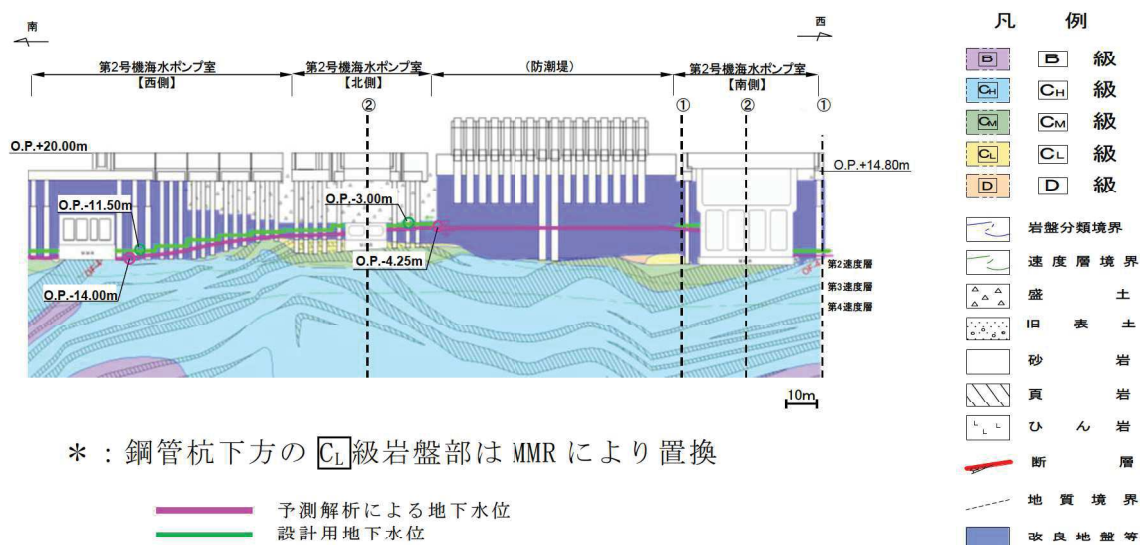 南
西
第2号機海水ポンプ室
【西側】
第2号機海水ポンプ室
【北側】
(防潮堤)
第2号機海水ポンプ室
【南側】
②
①
②
①
O.P.+20.00m
O.P.+14.80m
O.P.-11.50m
O.P.-3.00m
O.P.-4.25m
O.P.-14.00m
第2速度層
第3速度層
第4速度層
10m
*：鋼管杭下方の CL級岩盤部は MMR により置換
予測解析による地下水位
設計用地下水位
凡 例
B B 級
CH CH 級
CM CM 級
CL CL 級
D D 級
岩盤分類境界
速度層境界
盛 土
旧 表 土
砂 岩
頁 岩
ひ ん 岩
断 層
地 質 境 界
改 良 地 盤 等